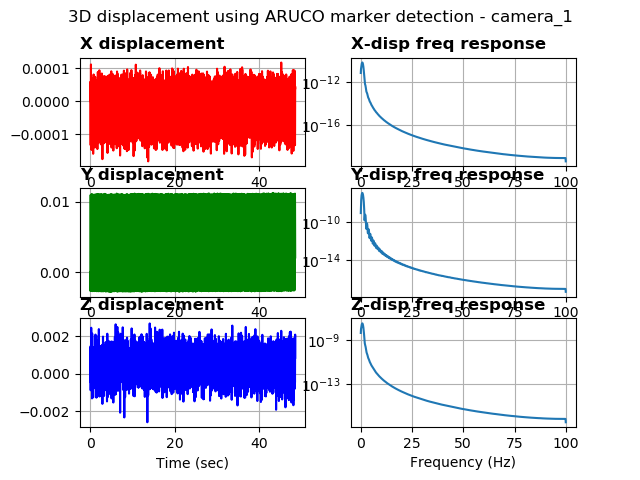 3D displacement using ARUCO marker detection - camera_1
X displacement
0.0001
0.0000
−0.0001
0 20 40
X-disp freq response
10⁻¹²
10⁻¹⁶
0 25 50 75 100
Y displacement
0.01
0.00
0 20 40
Y-disp freq response
10⁻¹⁰
10⁻¹⁴
0 25 50 75 100
Z displacement
0.002
0.000
−0.002
0 20 40
Time (sec)
Z-disp freq response
10⁻⁹
10⁻¹³
0 25 50 75 100
Frequency (Hz)